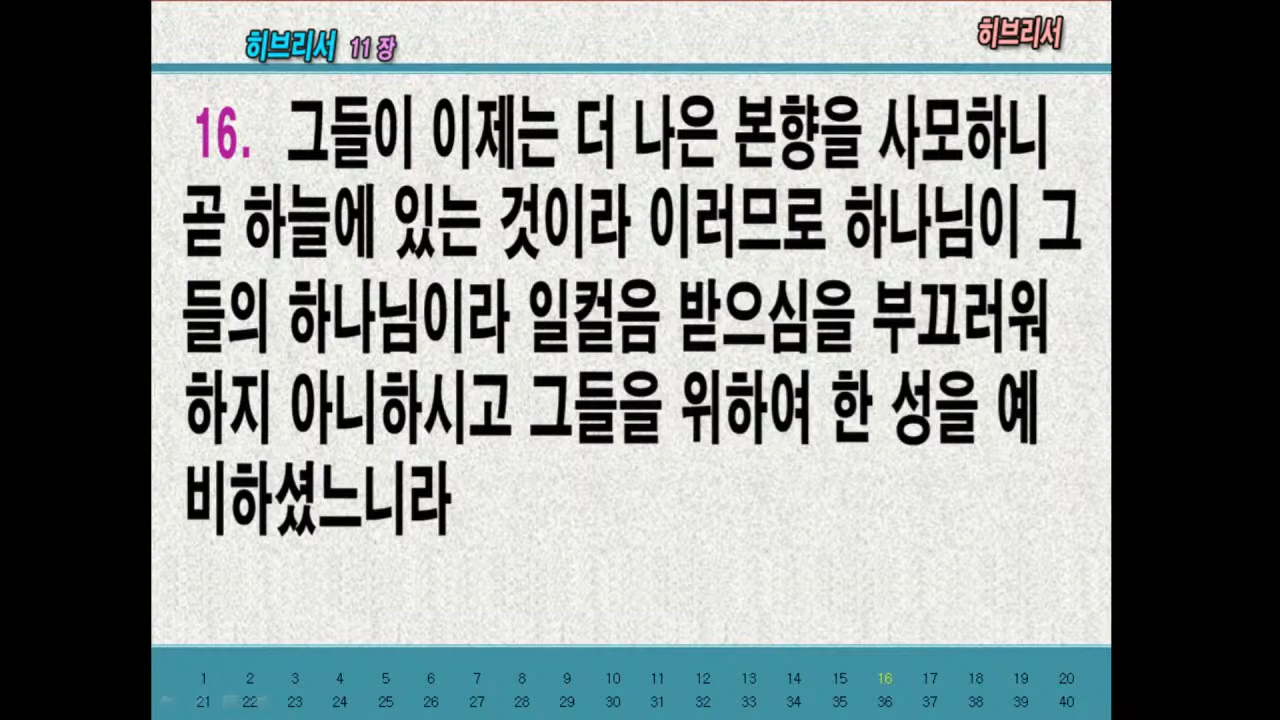 히브리서 11 장
히브리서
16. 그들이 이제는 더 나은 본향을 사모하니
곧 하늘에 있는 것이라 이러므로 하나님이 그
들의 하나님이라 일컬음 받으심을 부끄러워
하지 아니하시고 그들을 위하여 한 성을 예
비하셨느니라
1 2 3 4 5 6 7 8 9 10 11 12 13 14 15 16 17 18 19 20
21 22 23 24 25 26 27 28 29 30 31 32 33 34 35 36 37 38 39 40